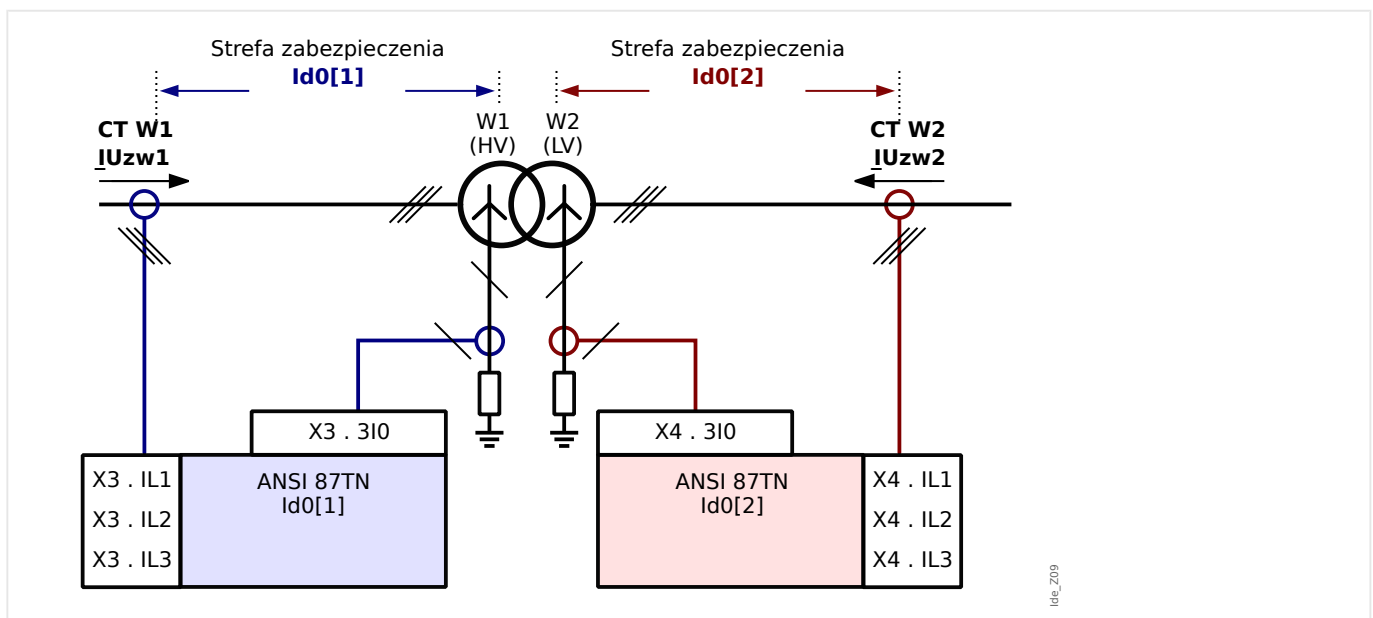 Strefa zabezpieczenia
Id0[1]
Strefa zabezpieczenia
Id0[2]
CT W1
IUzw1
W1
(HV)
W2
(LV)
CT W2
IUzw2
X3 . 3I0
X4 . 3I0
X3 . IL1
X3 . IL2
X3 . IL3
ANSI 87TN
Id0[1]
ANSI 87TN
Id0[2]
X4 . IL1
X4 . IL2
X4 . IL3
Ide_Z09